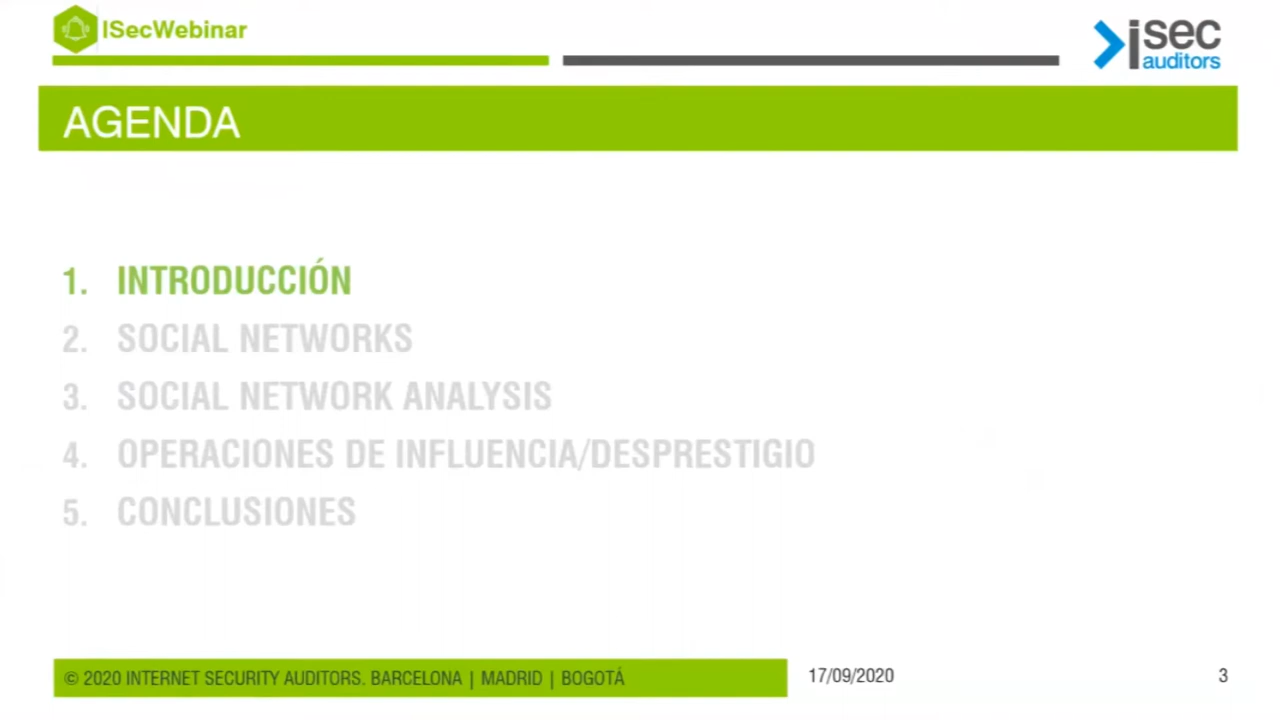 ISecWebinar
isec
auditors
AGENDA
1. INTRODUCCIÓN
2. SOCIAL NETWORKS
3. SOCIAL NETWORK ANALYSIS
4. OPERACIONES DE INFLUENCIA/DESPRESTIGIO
5. CONCLUSIONES
© 2020 INTERNET SECURITY AUDITORS. BARCELONA | MADRID | BOGOTÁ
17/09/2020
3